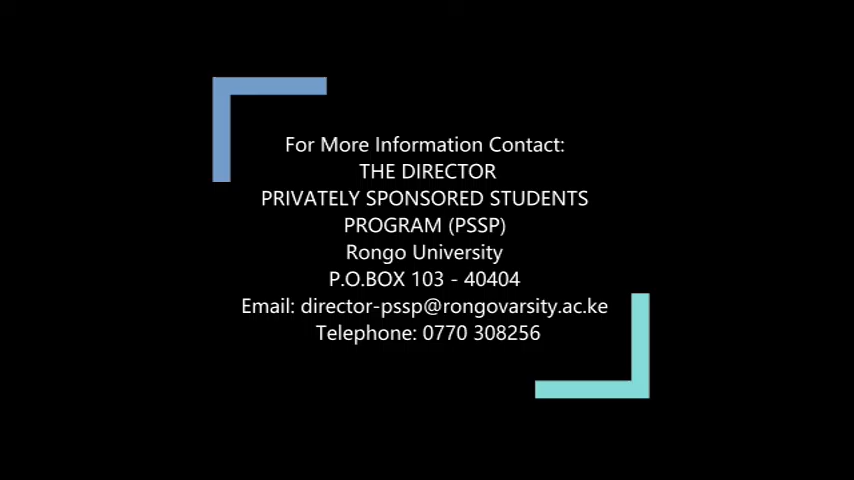 For More Information Contact:
THE DIRECTOR
PRIVATELY SPONSORED STUDENTS
PROGRAM (PSSP)
Rongo University
P.O.BOX 103 - 40404
Email: director-pssp@rongovarsity.ac.ke
Telephone: 0770 308256